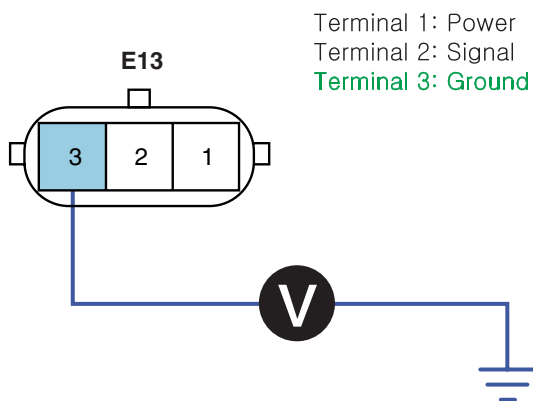 Terminal 1: Power
Terminal 2: Signal
Terminal 3: Ground
E13
3 2 1
V